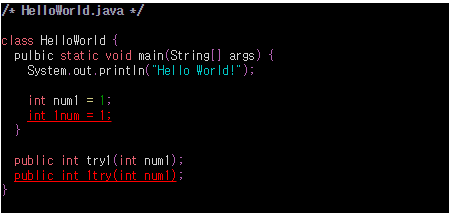 /* HelloWorld.java */
class HelloWorld {
pulbic static void main(String[] args) {
System.out.println("Hello World!");
int num1 = 1;
int 1num = 1;
}
public int try1(int num1);
public int 1try(int num1);
}